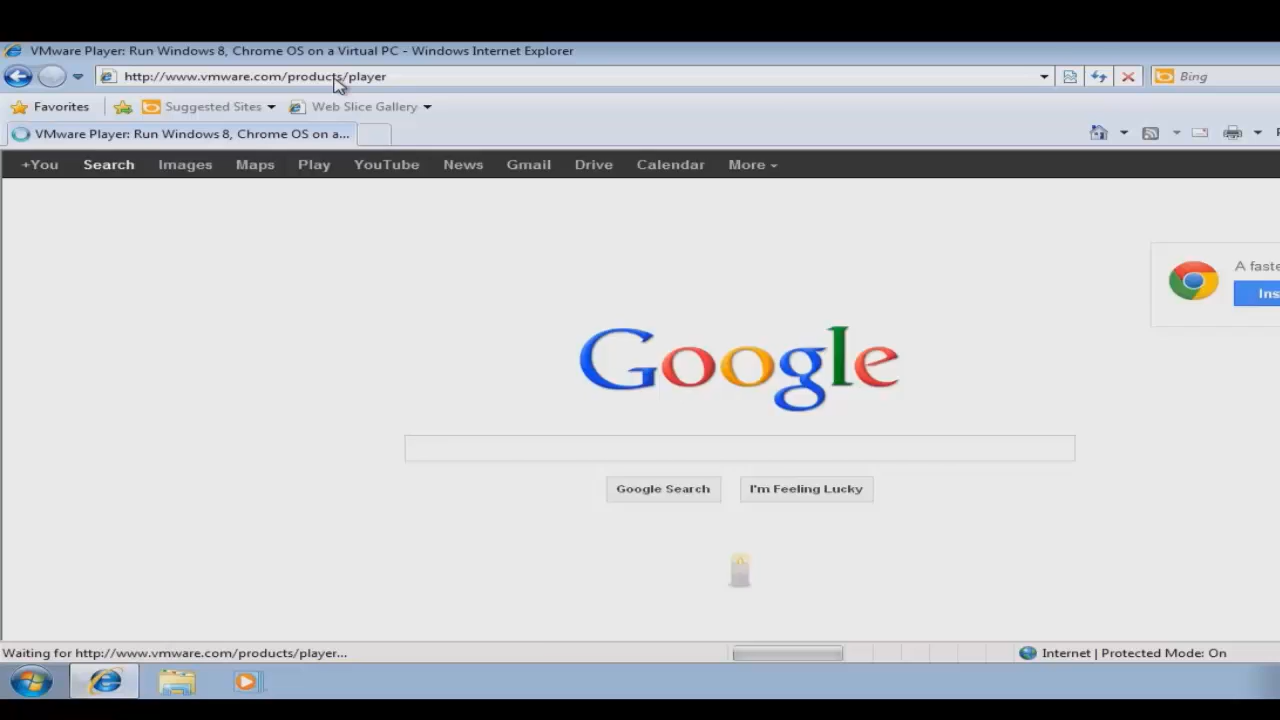 VMware Player: Run Windows 8, Chrome OS on a Virtual PC - Windows Internet Explorer
http://www.vmware.com/products/player
Bing
Favorites Suggested Sites Web Slice Gallery
VMware Player: Run Windows 8, Chrome OS on a...
+You Search Images Maps Play YouTube News Gmail Drive Calendar More
A faste
Ins
Google
Google Search I'm Feeling Lucky
Waiting for http://www.vmware.com/products/player... Internet | Protected Mode: On